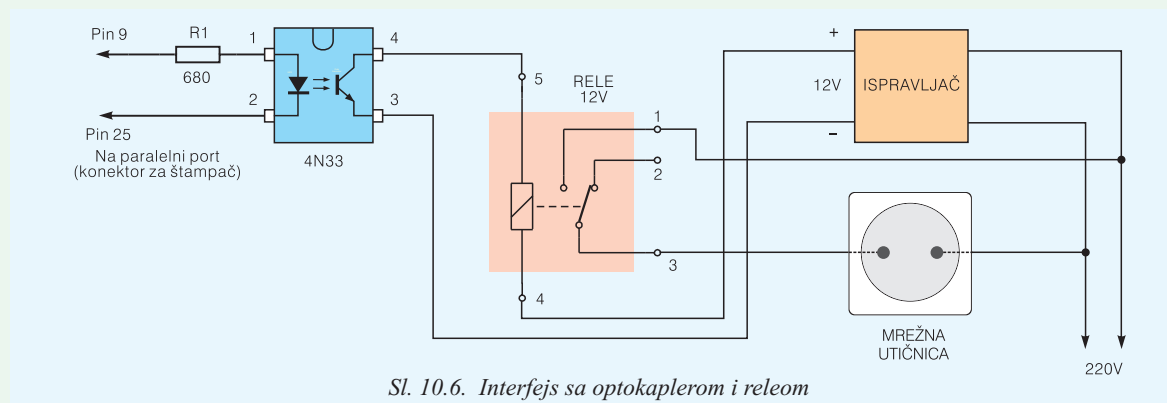 Pin 9
R1
680
1
4
2
3
Pin 25
Na paralelni port
(konektor za štampač)
4N33
5
RELE
12V
1
2
3
4
+
12V
–
ISPRAVLJAČ
MREŽNA
UTIČNICA
220V
Sl. 10.6. Interfejs sa optokaplerom i releom